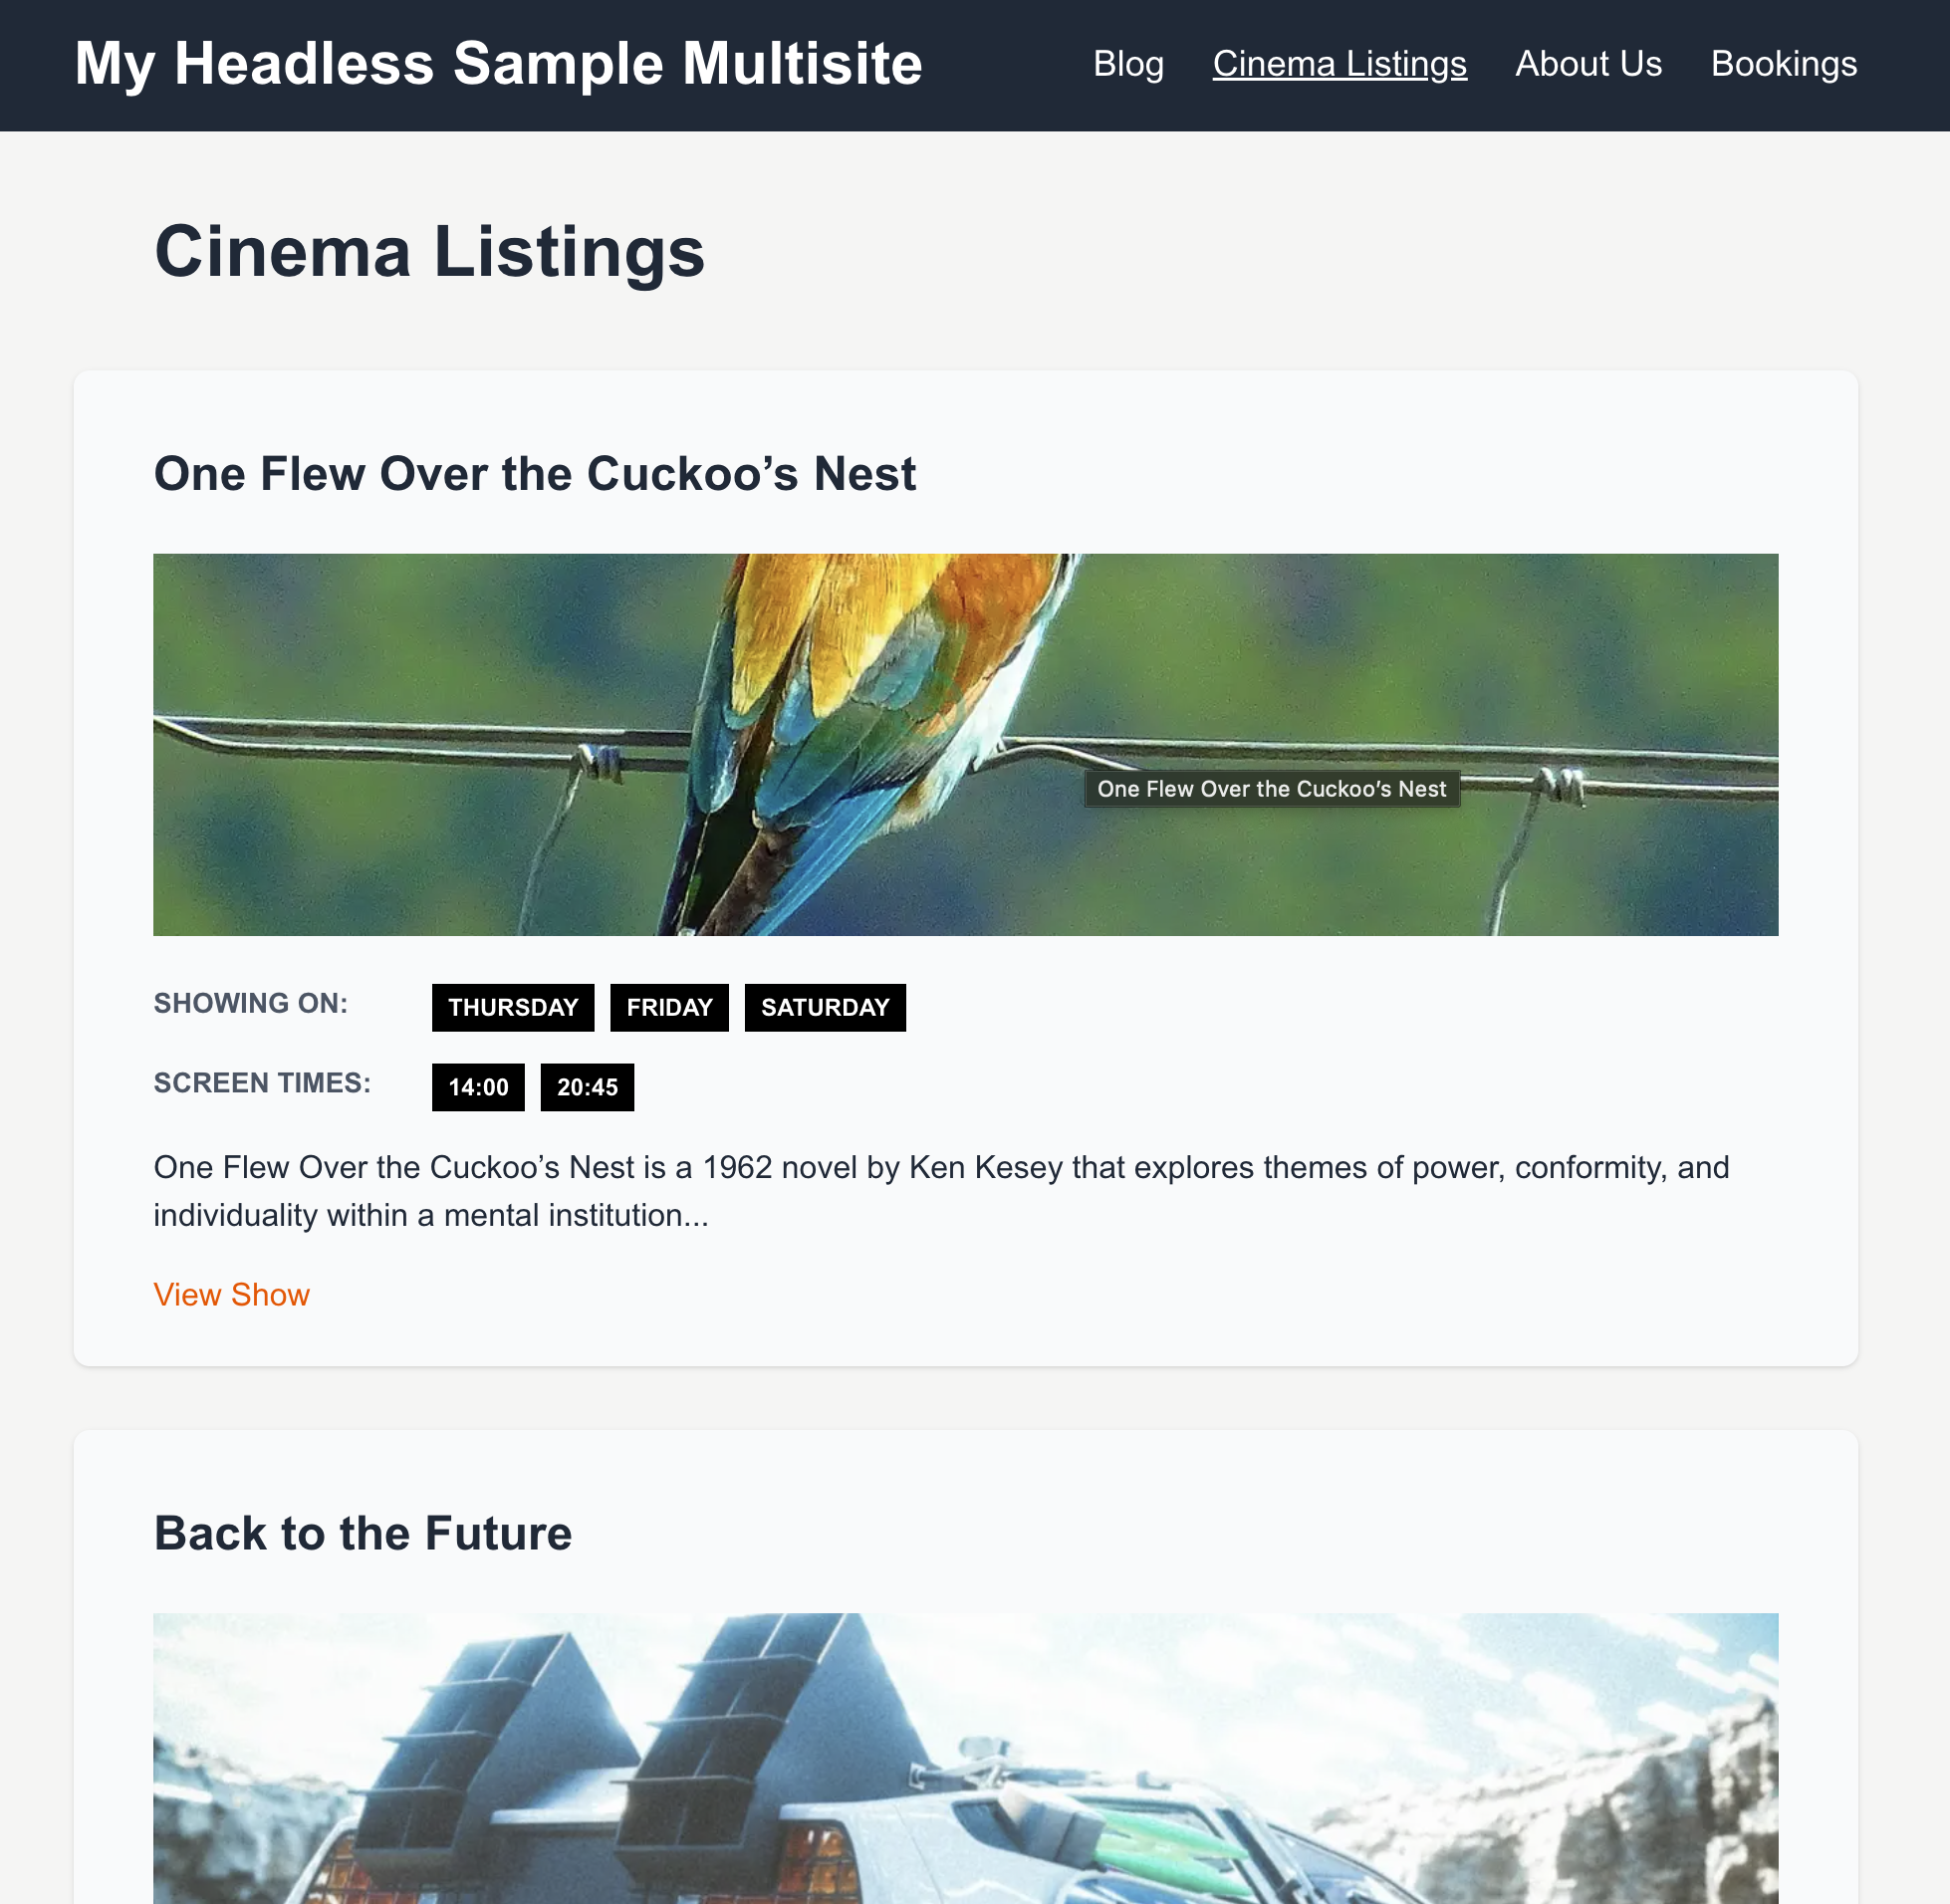 My Headless Sample Multisite
Blog Cinema Listings About Us Bookings
Cinema Listings
One Flew Over the Cuckoo’s Nest
One Flew Over the Cuckoo’s Nest
SHOWING ON: THURSDAY FRIDAY SATURDAY
SCREEN TIMES: 14:00 20:45
One Flew Over the Cuckoo’s Nest is a 1962 novel by Ken Kesey that explores themes of power, conformity, and
individuality within a mental institution...
View Show
Back to the Future